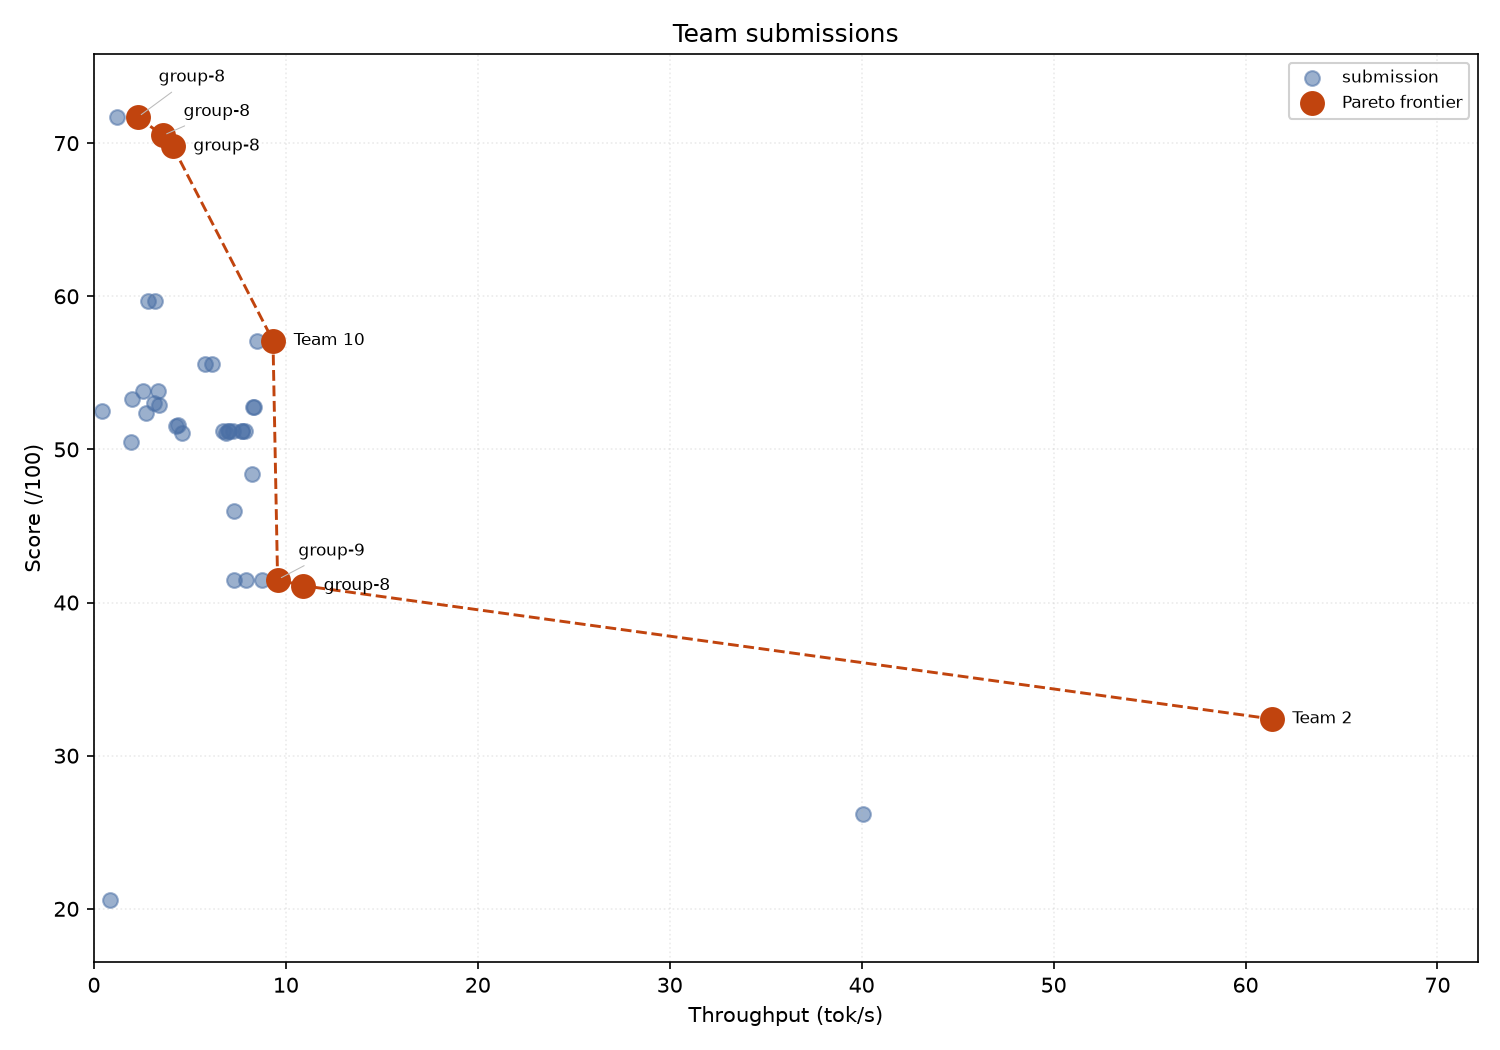 Team submissions
submission
Pareto frontier
group-8
group-8
group-8
Team 10
group-9
group-8
Team 2
70
60
50
40
30
20
Score (/100)
0 10 20 30 40 50 60 70
Throughput (tok/s)